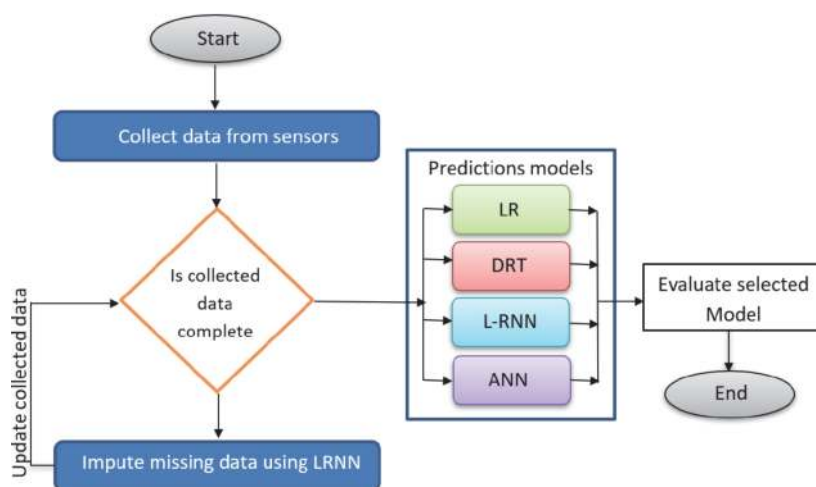 Start
Collect data from sensors
Is collected
data
complete
Update collected data
Impute missing data using LRNN
Predictions models
LR
DRT
L-RNN
ANN
Evaluate selected
Model
End